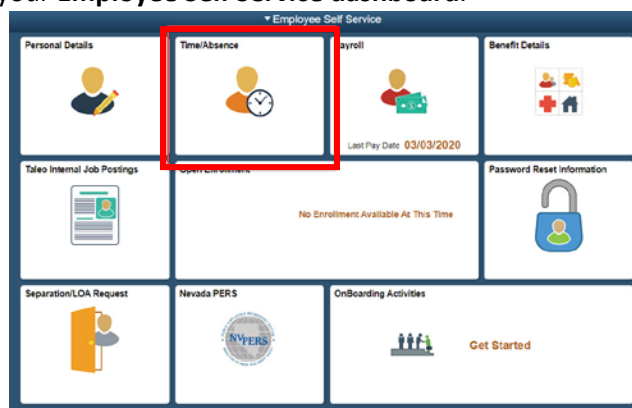 your Employee Self Service dashboard.
Employee Self Service
Personal Details
Time/Absence
ayroll
Benefit Details
Last Pay Date 03/03/2020
Taleo Internal Job Postings
Open Enrollment
Password Reset Information
No Enrollment Available At This Time
Separation/LOA Request
Nevada PERS
OnBoarding Activities
NVPERS
Get Started